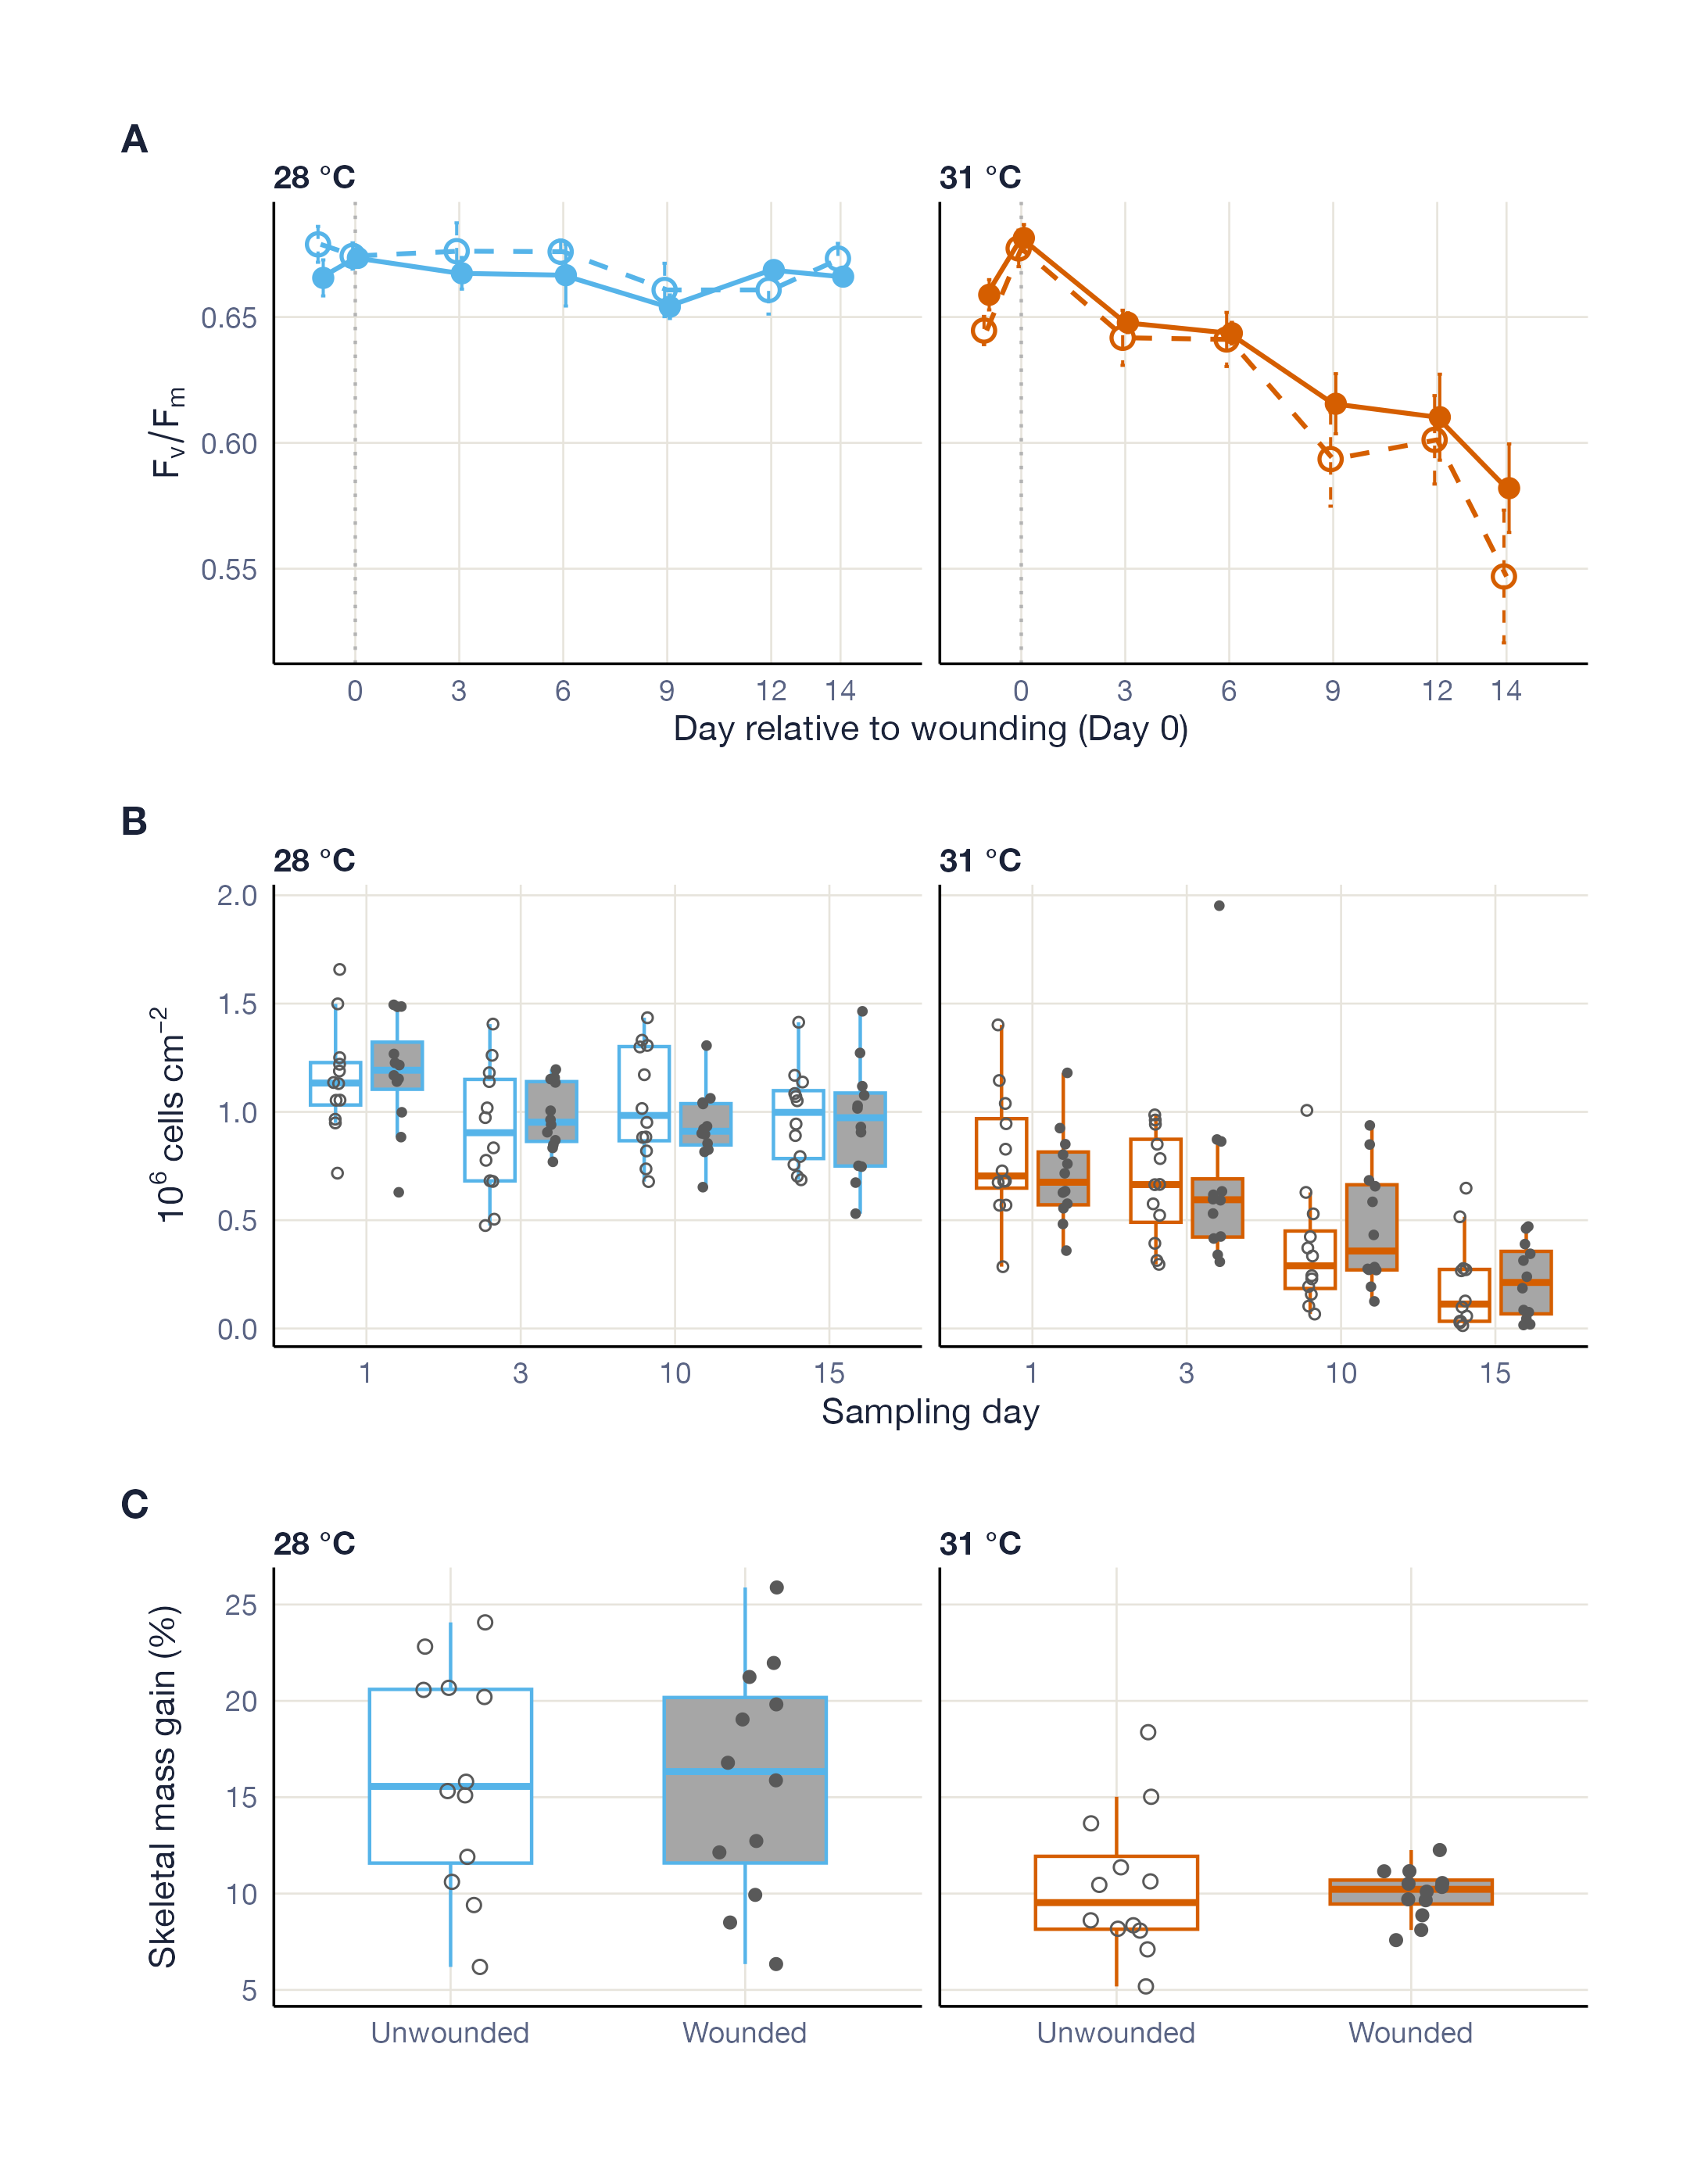 A
28 °C
31 °C
0.65
0.60
0.55
Fv/Fm
0 3 6 9 12 14
0 3 6 9 12 14
Day relative to wounding (Day 0)
B
28 °C
31 °C
2.0
1.5
1.0
0.5
0.0
10⁶ cells cm⁻²
1 3 10 15
1 3 10 15
Sampling day
C
28 °C
31 °C
25
20
15
10
5
Skeletal mass gain (%)
Unwounded Wounded
Unwounded Wounded